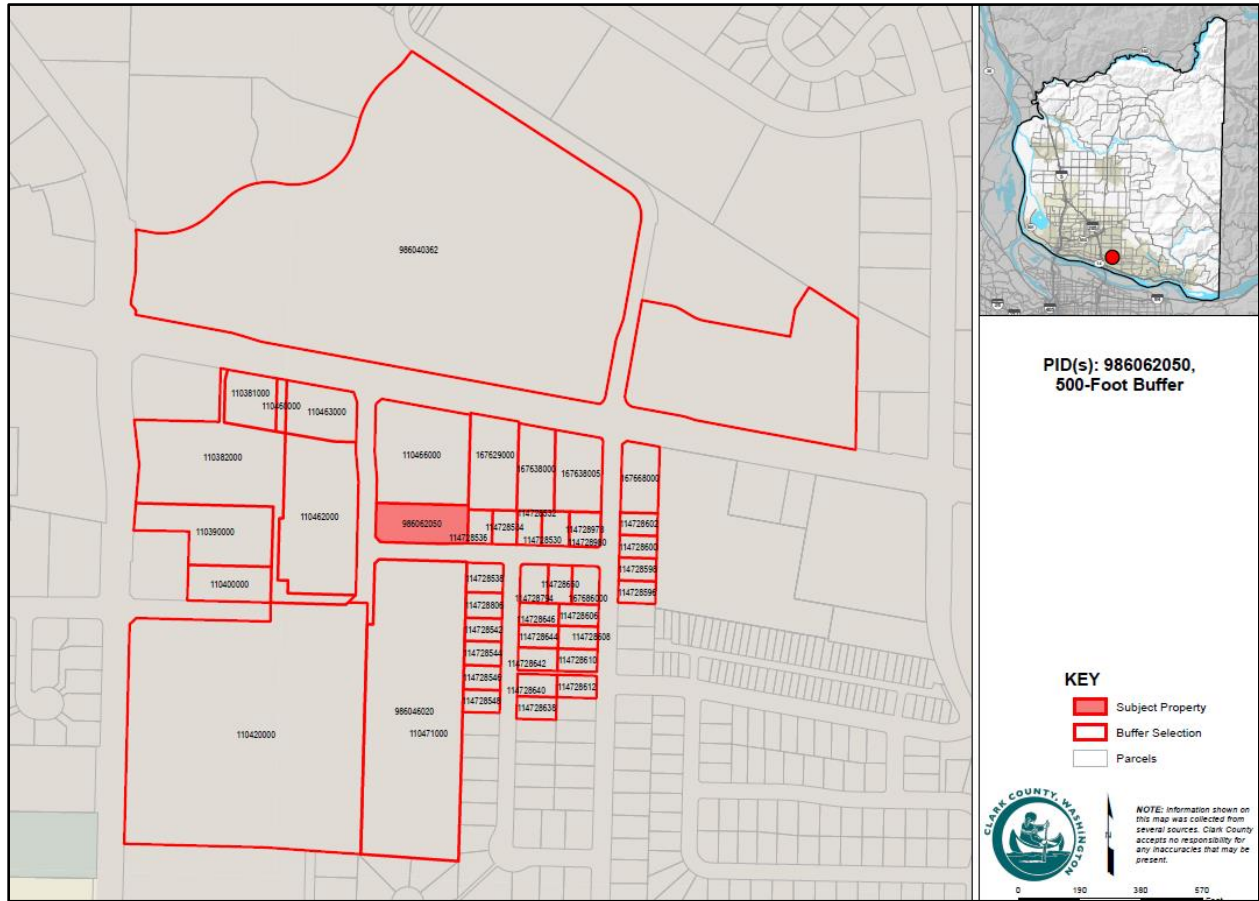 986040362
110381000
110460000
110463000
110382000
110466000
167629000
167638000
167638005
167668000
110462000
110390000
986062050
114728532
114728534
114728536
114728530
114728978
114728980
114728602
114728600
114728598
114728596
110400000
114728538
114728650
114728794
167686000
114728806
114728606
114728646
114728542
114728644
114728608
114728544
114728642
114728610
114728546
114728640
114728612
114728548
114728638
986046020
110420000
110471000
PID(s): 986062050,
500-Foot Buffer
KEY
Subject Property
Buffer Selection
Parcels
CLARK COUNTY, WASHINGTON
N
NOTE: Information shown on
this map was collected from
several sources. Clark County
accepts no responsibility for
any inaccuracies that may be
present.
0 190 380 570
Feet